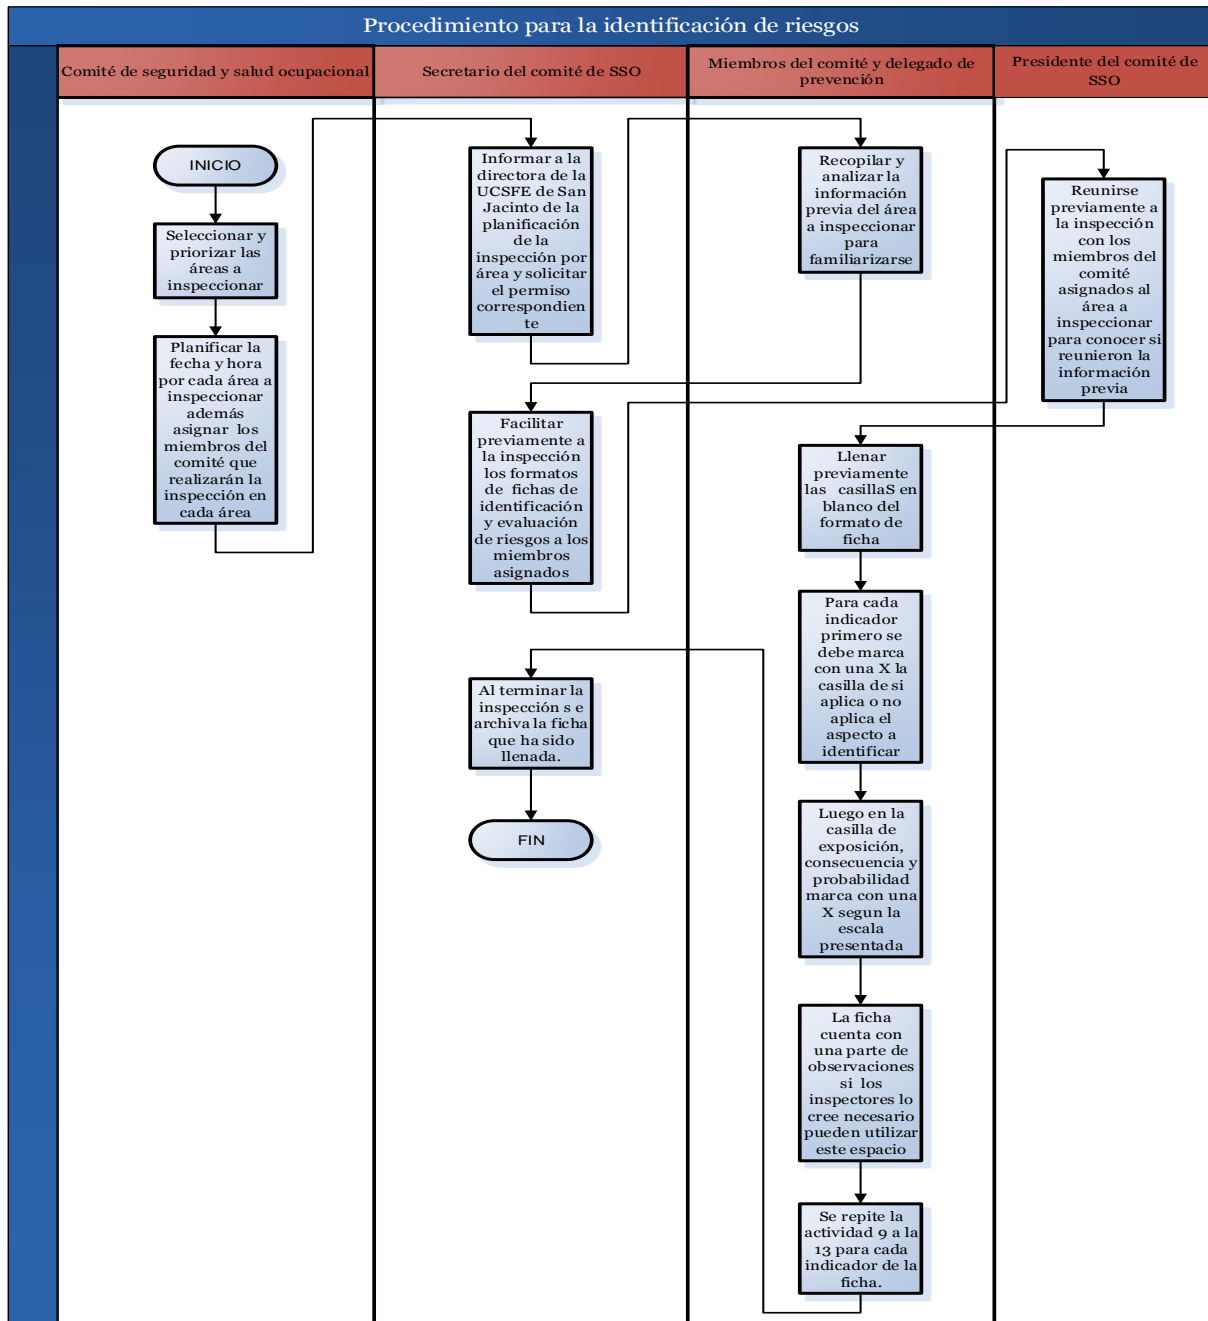 Procedimiento para la identificación de riesgos
Comité de seguridad y salud ocupacional
Secretario del comité de SSO
Miembros del comité y delegado de
prevención
Presidente del comité de
SSO
INICIO
Seleccionar y
priorizar las
áreas a
inspeccionar
Planificar la
fecha y hora
por cada área a
inspeccionar
además
asignar los
miembros del
comité que
realizarán la
inspección en
cada área
Informar a la
directora de la
UCSFE de San
Jacinto de la
planificación
de la
inspección por
área y solicitar
el permiso
correspondien
te
Recopilar y
analizar la
información
previa del área
a inspeccionar
para
familiarizarse
Facilitar
previamente a
la inspección
los formatos
de fichas de
identificación
y evaluación
de riesgos a los
miembros
asignados
Reunirse
previamente a
la inspección
con los
miembros del
comité
asignados al
área a
inspeccionar
para conocer si
reunieron la
información
previa
Llenar
previamente
las casillaS en
blanco del
formato de
ficha
Para cada
indicador
primero se
debe marca
con una X la
casilla de si
aplica o no
aplica el
aspecto a
identificar
Luego en la
casilla de
exposición,
consecuencia y
probabilidad
marca con una
X segun la
escala
presentada
La ficha
cuenta con
una parte de
observaciones
si los
inspectores lo
cree necesario
pueden utilizar
este espacio
Se repite la
actividad 9 a la
13 para cada
indicador de la
ficha.
Al terminar la
inspección s e
archiva la ficha
que ha sido
llenada.
FIN